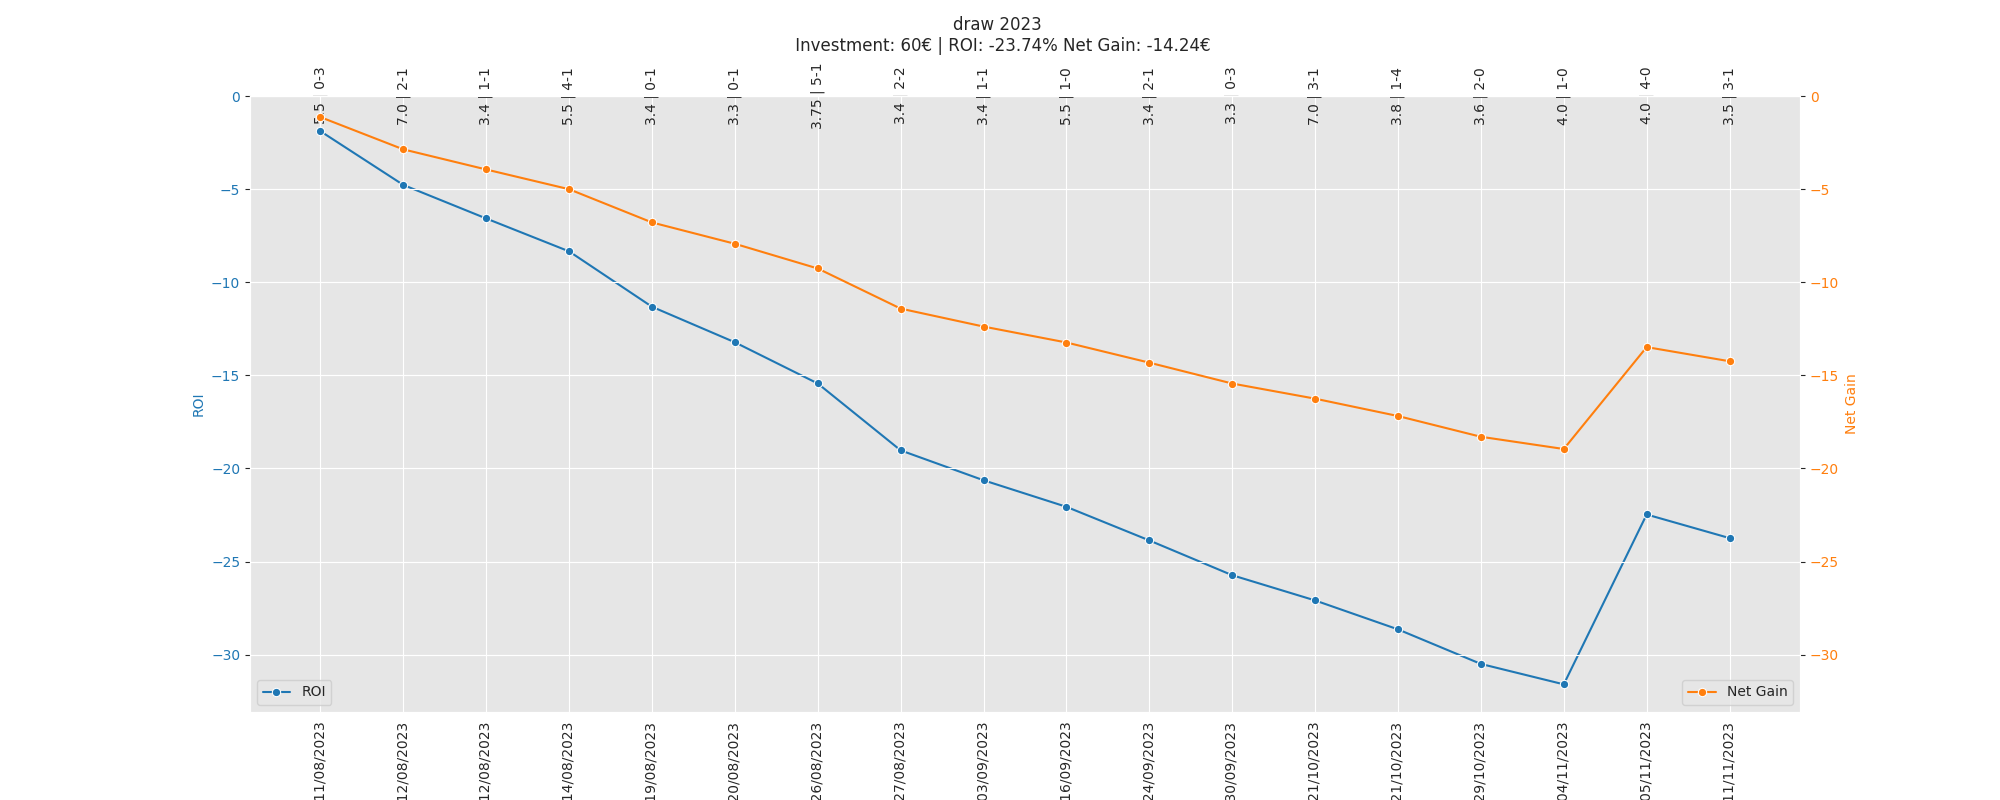 draw 2023
Investment: 60€ | ROI: -23.74% Net Gain: -14.24€
5.5 | 0-3
7.0 | 2-1
3.4 | 1-1
5.5 | 4-1
3.4 | 0-1
3.3 | 0-1
3.75 | 5-1
3.4 | 2-2
3.4 | 1-1
5.5 | 1-0
3.4 | 2-1
3.3 | 0-3
7.0 | 3-1
3.8 | 1-4
3.6 | 2-0
4.0 | 1-0
4.0 | 4-0
3.5 | 3-1
0
−5
−10
−15
−20
−25
−30
ROI
0
−5
−10
−15
−20
−25
−30
Net Gain
ROI
Net Gain
11/08/2023
12/08/2023
12/08/2023
14/08/2023
19/08/2023
20/08/2023
26/08/2023
27/08/2023
03/09/2023
16/09/2023
24/09/2023
30/09/2023
21/10/2023
21/10/2023
29/10/2023
04/11/2023
05/11/2023
11/11/2023